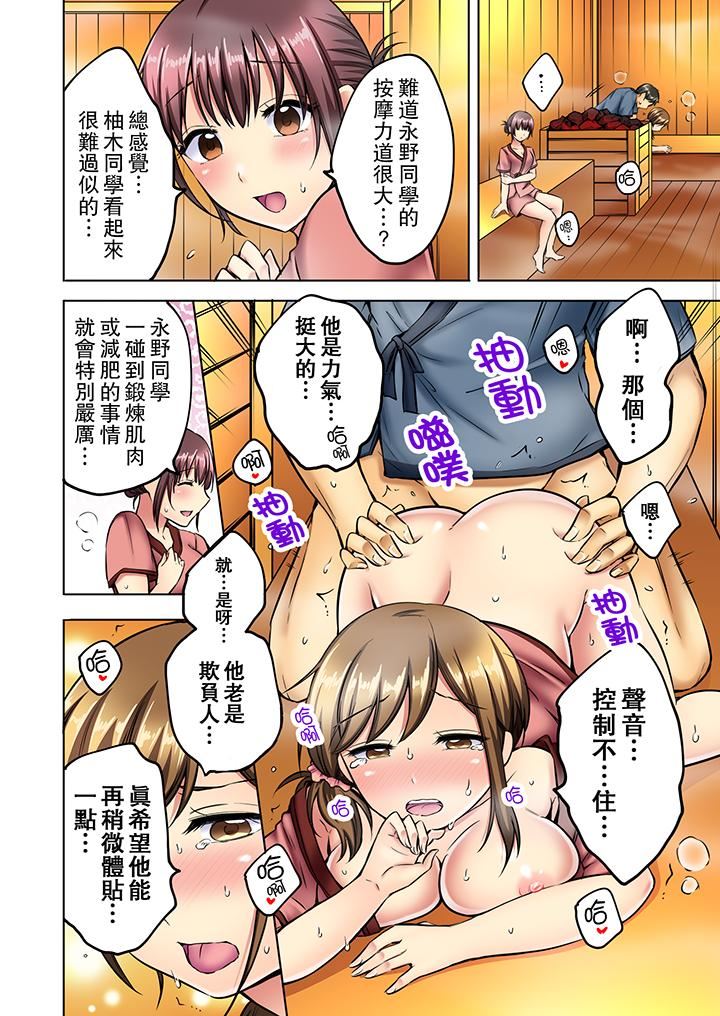 …
哈
嗯…
難道永野同學的
按摩力道很大…?
總感覺…
柚木同學看起來
很難過似的…
啊…那個…
嗯
抽動
他是力氣…
挺大的…
哈啊
噗噗
嗯…
抽動
永野同學
一碰到鍛煉肌肉
或減肥的事情
就會特別嚴厲…
啊
抽動
聲音…
控制不…住…
哈啊
哈
哈
哈
就…是呀…
他老是
欺負人…
哈
真希望他能
再稍微體貼
一點…
哈啊